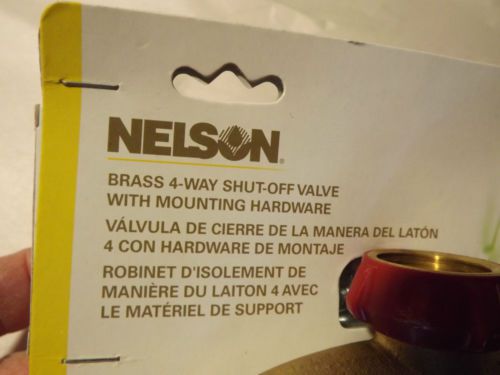 NELSON®
BRASS 4-WAY SHUT-OFF VALVE
WITH MOUNTING HARDWARE
VÁLVULA DE CIERRE DE LA MANERA DEL LATÓN
4 CON HARDWARE DE MONTAJE
ROBINET D'ISOLEMENT DE
MANIÈRE DU LAITON 4 AVEC
LE MATÉRIEL DE SUPPORT